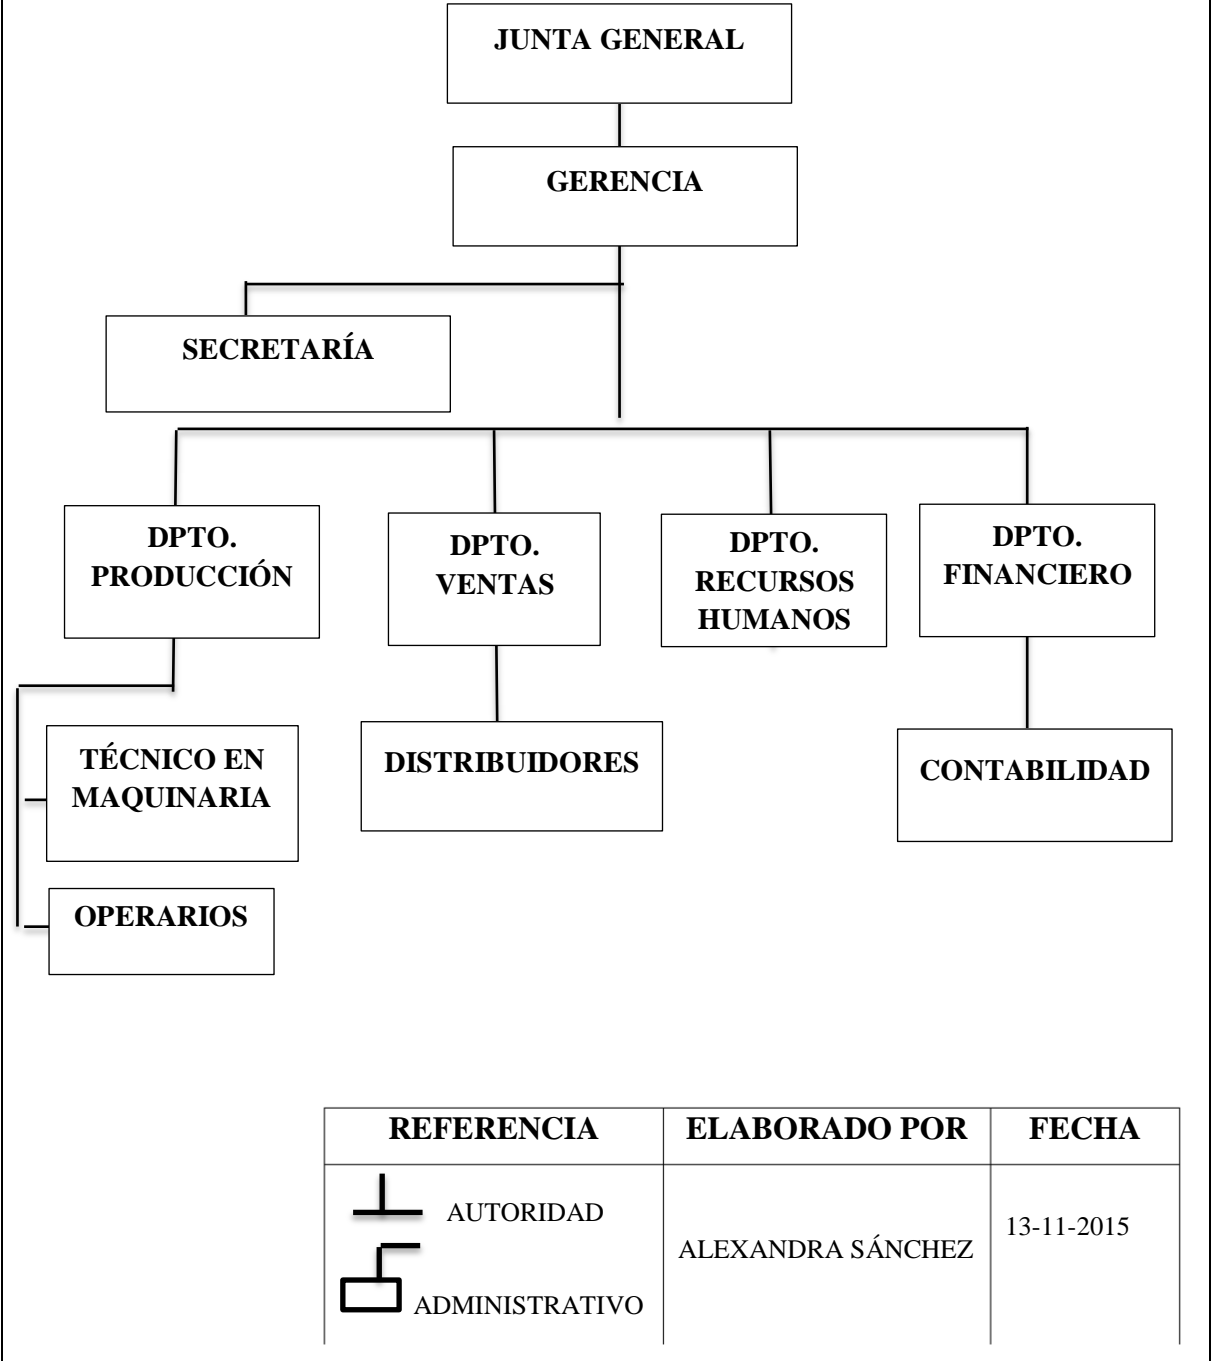 JUNTA GENERAL
GERENCIA
SECRETARÍA
DPTO.
PRODUCCIÓN
DPTO.
VENTAS
DPTO.
RECURSOS
HUMANOS
DPTO.
FINANCIERO
TÉCNICO EN
MAQUINARIA
DISTRIBUIDORES
CONTABILIDAD
OPERARIOS
REFERENCIA
ELABORADO POR
FECHA
AUTORIDAD
ADMINISTRATIVO
ALEXANDRA SÁNCHEZ
13-11-2015